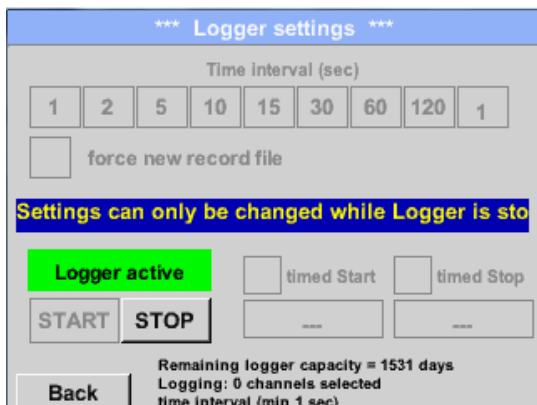 *** Logger settings ***
Time interval (sec)
1 2 5 10 15 30 60 120 1
force new record file
Settings can only be changed while Logger is sto
Logger active
timed Start
timed Stop
START STOP
---
---
Remaining logger capacity = 1531 days
Logging: 0 channels selected
time interval (min 1 sec)
Back